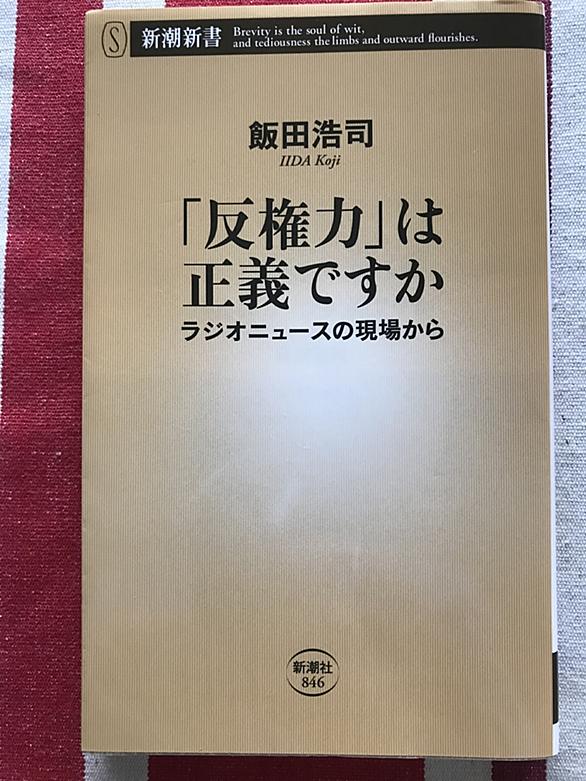 S
新潮新書
Brevity is the soul of wit,
and tediousness the limbs and outward flourishes.
飯田浩司
IIDA Koji
「反権力」は
正義ですか
ラジオニュースの現場から
新潮社
846